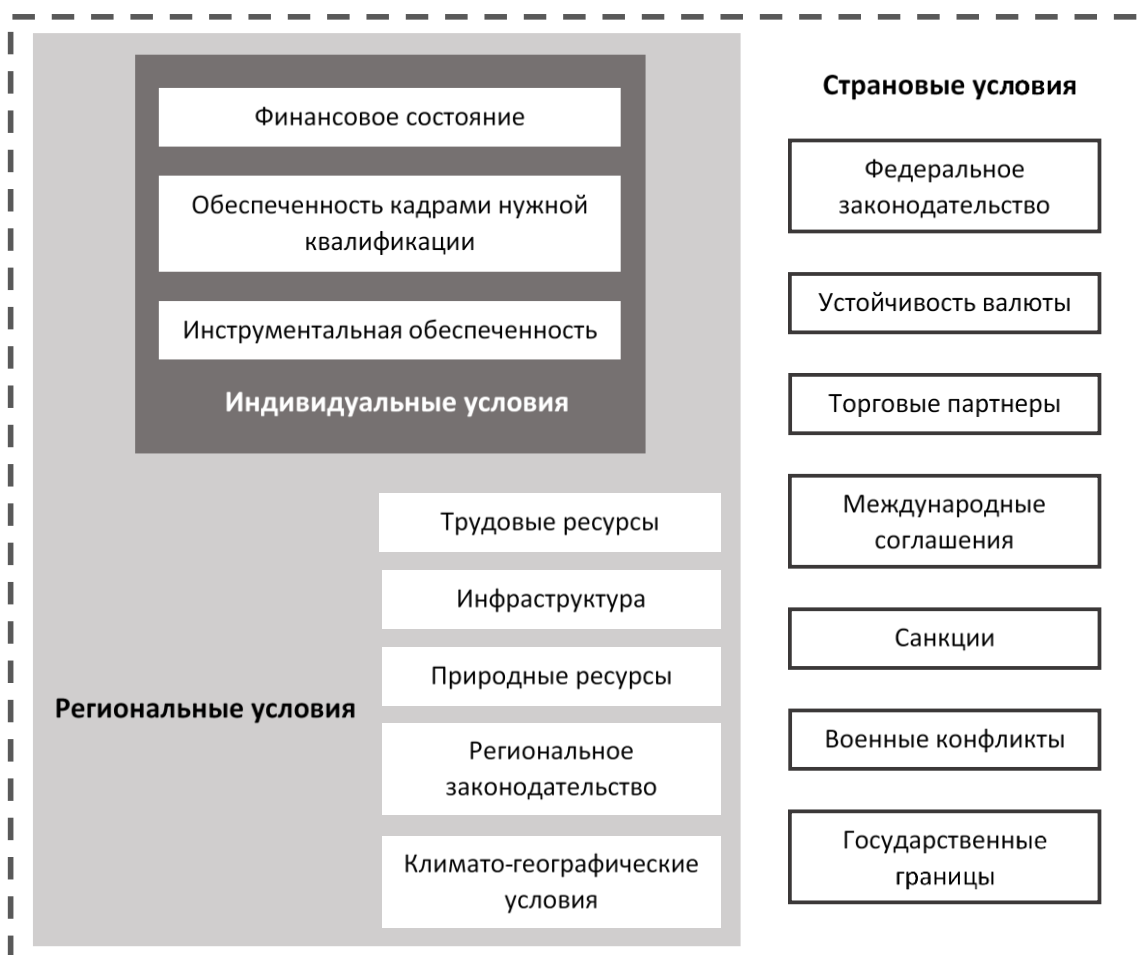 Финансовое состояние
Обеспеченность кадрами нужной
квалификации
Инструментальная обеспеченность
Индивидуальные условия
Трудовые ресурсы
Инфраструктура
Природные ресурсы
Региональные условия
Региональное
законодательство
Климато-географические
условия
Страновые условия
Федеральное
законодательство
Устойчивость валюты
Торговые партнеры
Международные
соглашения
Санкции
Военные конфликты
Государственные
границы